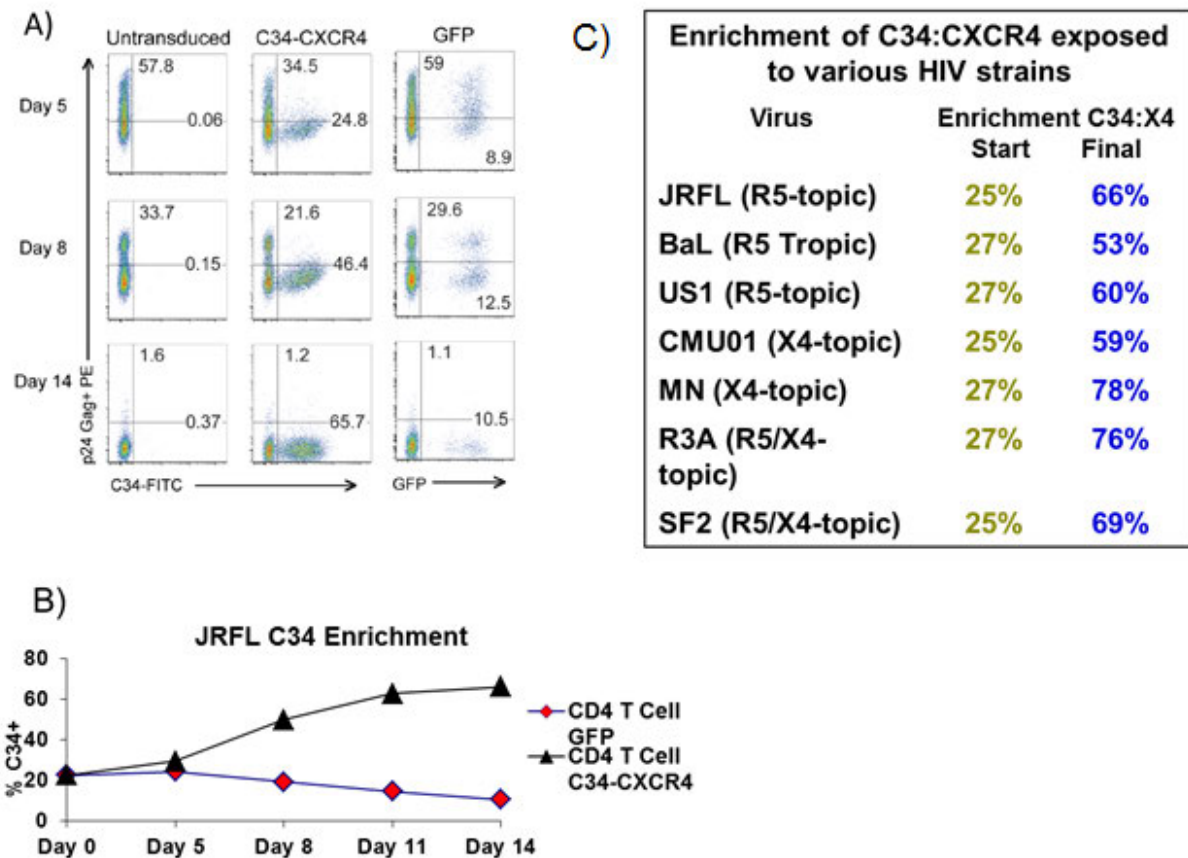 A)
Untransduced C34-CXCR4 GFP
57.8 34.5 59
Day 5
0.06 24.8
8.9
33.7 21.6 29.6
Day 8
0.15 46.4
12.5
1.6 1.2 1.1
Day 14
0.37 65.7 10.5
p24 Gag+ PE
C34-FITC GFP
B)
JRFL C34 Enrichment
% C34+
80
60
40
20
0
Day 0 Day 5 Day 8 Day 11 Day 14
CD4 T Cell
GFP
CD4 T Cell
C34-CXCR4
C)
Enrichment of C34:CXCR4 exposed
to various HIV strains
Virus Enrichment C34:X4
Start Final
JRFL (R5-topic) 25% 66%
BaL (R5 Tropic) 27% 53%
US1 (R5-topic) 27% 60%
CMU01 (X4-topic) 25% 59%
MN (X4-topic) 27% 78%
R3A (R5/X4- 27% 76%
topic)
SF2 (R5/X4-topic) 25% 69%